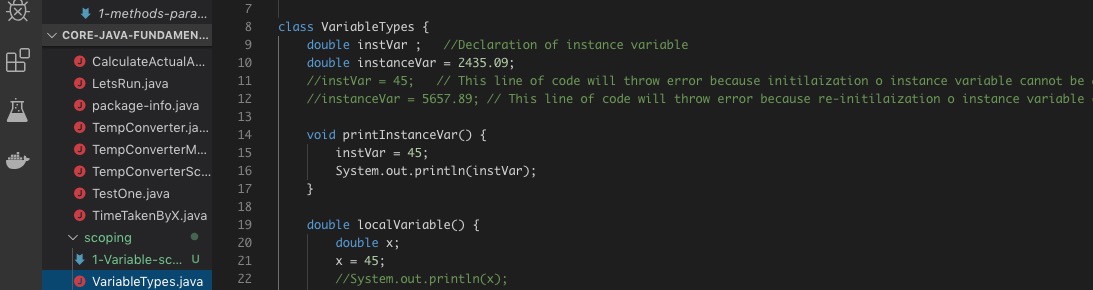 1-methods-para...
CORE-JAVA-FUNDAMEN...
CalculateActualA...
LetsRun.java
package-info.java
TempConverter.ja...
TempConverterM...
TempConverterSc...
TestOne.java
TimeTakenByX.java
scoping
1-Variable-sc... U
VariableTypes.java
7
8 class VariableTypes {
9 double instVar ; //Declaration of instance variable
10 double instanceVar = 2435.09;
11 //instVar = 45; // This line of code will throw error because initilaization o instance variable cannot be
12 //instanceVar = 5657.89; // This line of code will throw error because re-initilaization o instance variable
13
14 void printInstanceVar() {
15 instVar = 45;
16 System.out.println(instVar);
17 }
18
19 double localVariable() {
20 double x;
21 x = 45;
22 //System.out.println(x);